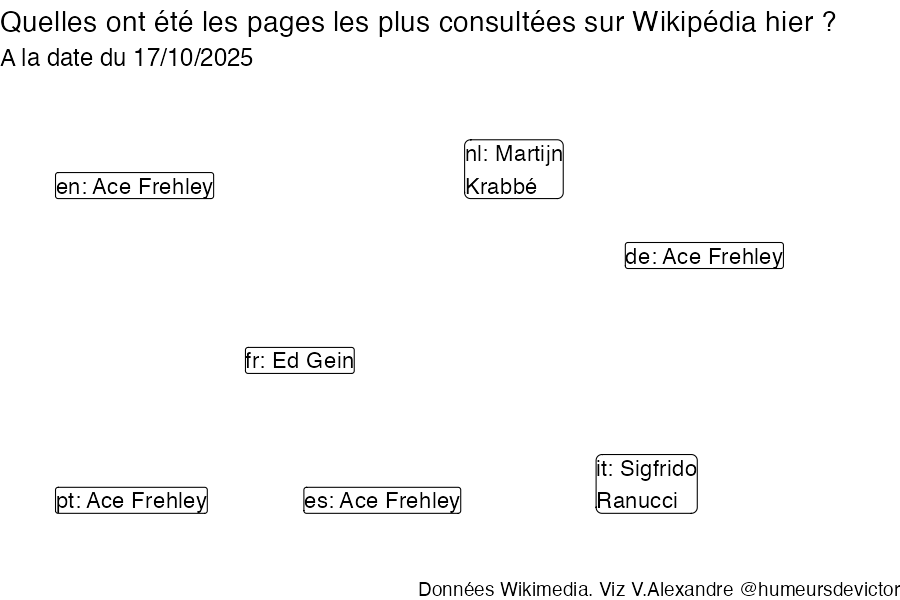 Quelles ont été les pages les plus consultées sur Wikipédia hier ?
A la date du 17/10/2025
nl: Martijn
Krabbé
en: Ace Frehley
de: Ace Frehley
fr: Ed Gein
it: Sigfrido
Ranucci
pt: Ace Frehley
es: Ace Frehley
Données Wikimedia. Viz V.Alexandre @humeursdevictor